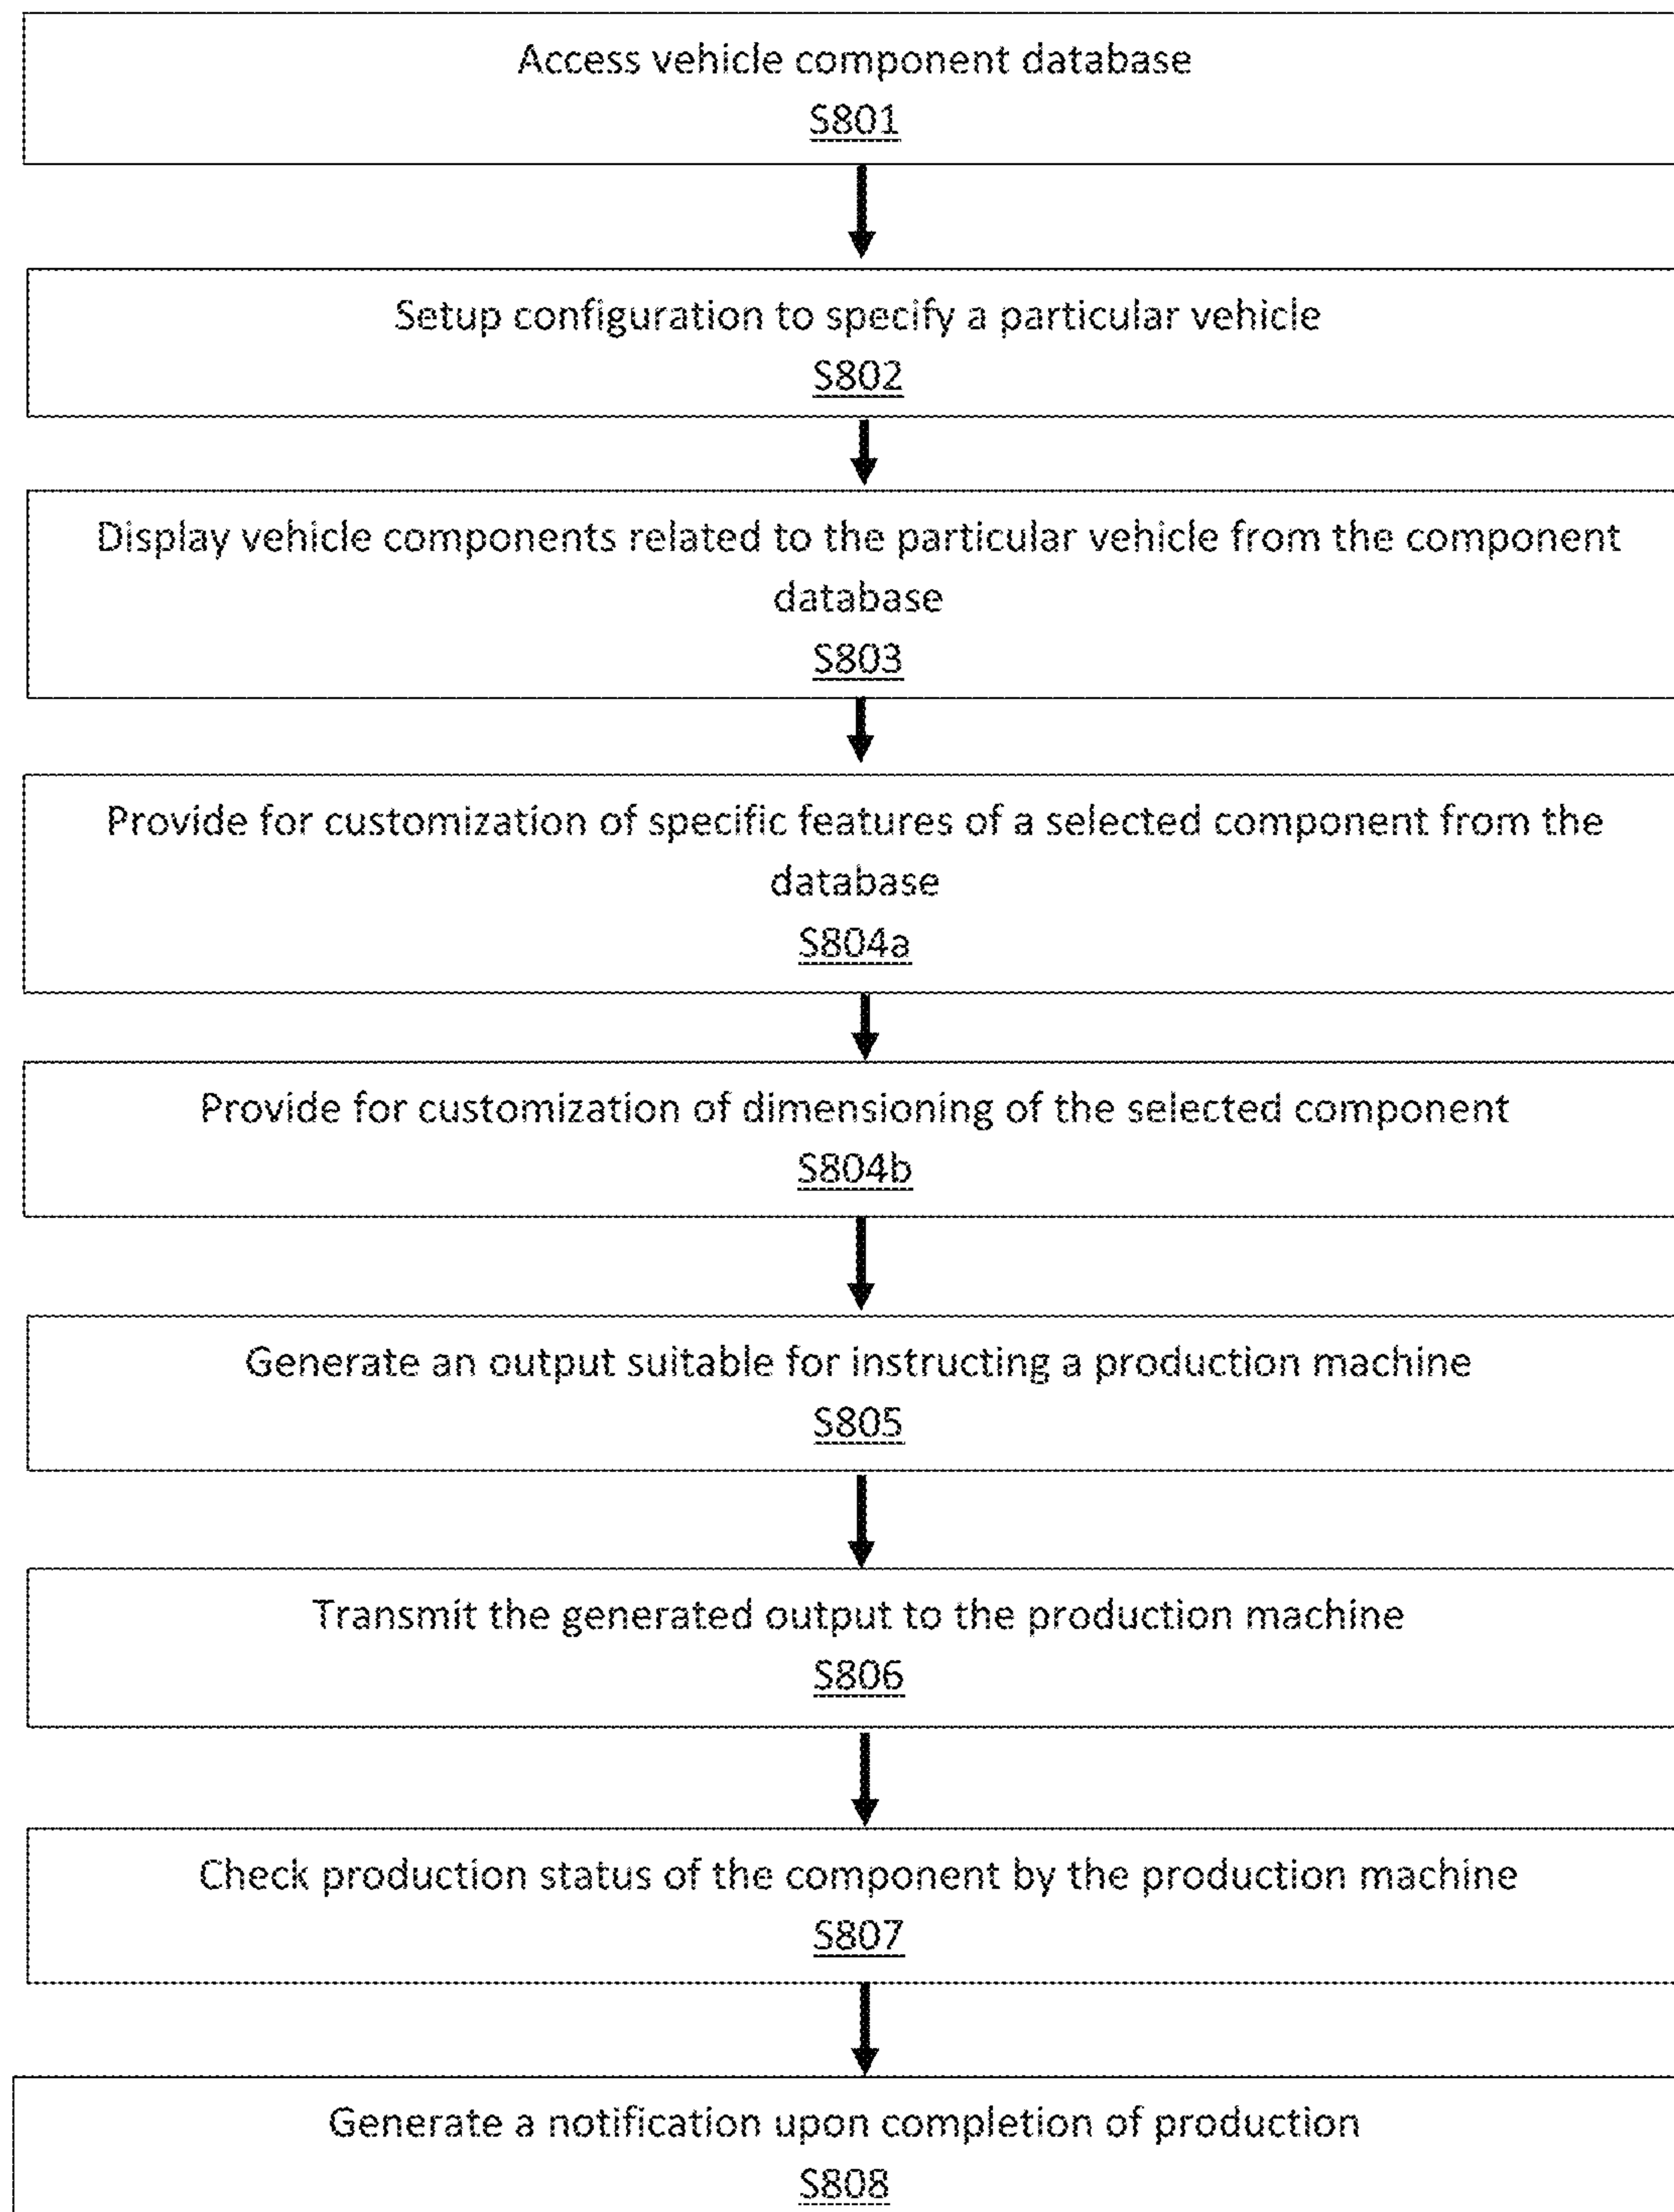 Access vehicle component database
S801
Setup configuration to specify a particular vehicle
S802
Display vehicle components related to the particular vehicle from the component
database
S803
Provide for customization of specific features of a selected component from the
database
S804a
Provide for customization of dimensioning of the selected component
S804b
Generate an output suitable for instructing a production machine
S805
Transmit the generated output to the production machine
S806
Check production status of the component by the production machine
S807
Generate a notification upon completion of production
S808